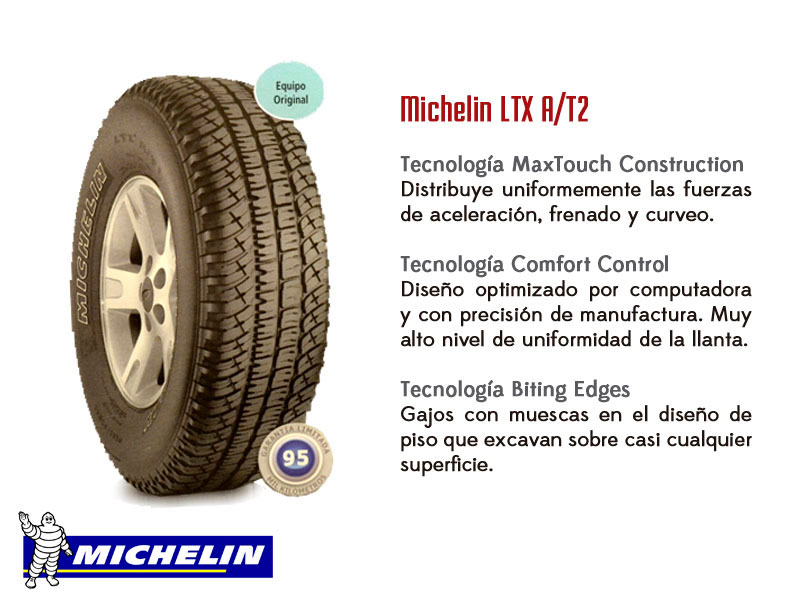 Equipo
Original
MICHELIN
LTX A/T2
GARANTÍA LIMITADA
95
MIL KILÓMETROS
Michelin LTX A/T2
Tecnología MaxTouch Construction
Distribuye uniformemente las fuerzas
de aceleración, frenado y curveo.
Tecnología Comfort Control
Diseño optimizado por computadora
y con precisión de manufactura. Muy
alto nivel de uniformidad de la llanta.
Tecnología Biting Edges
Gajos con muescas en el diseño de
piso que excavan sobre casi cualquier
superficie.
MICHELIN